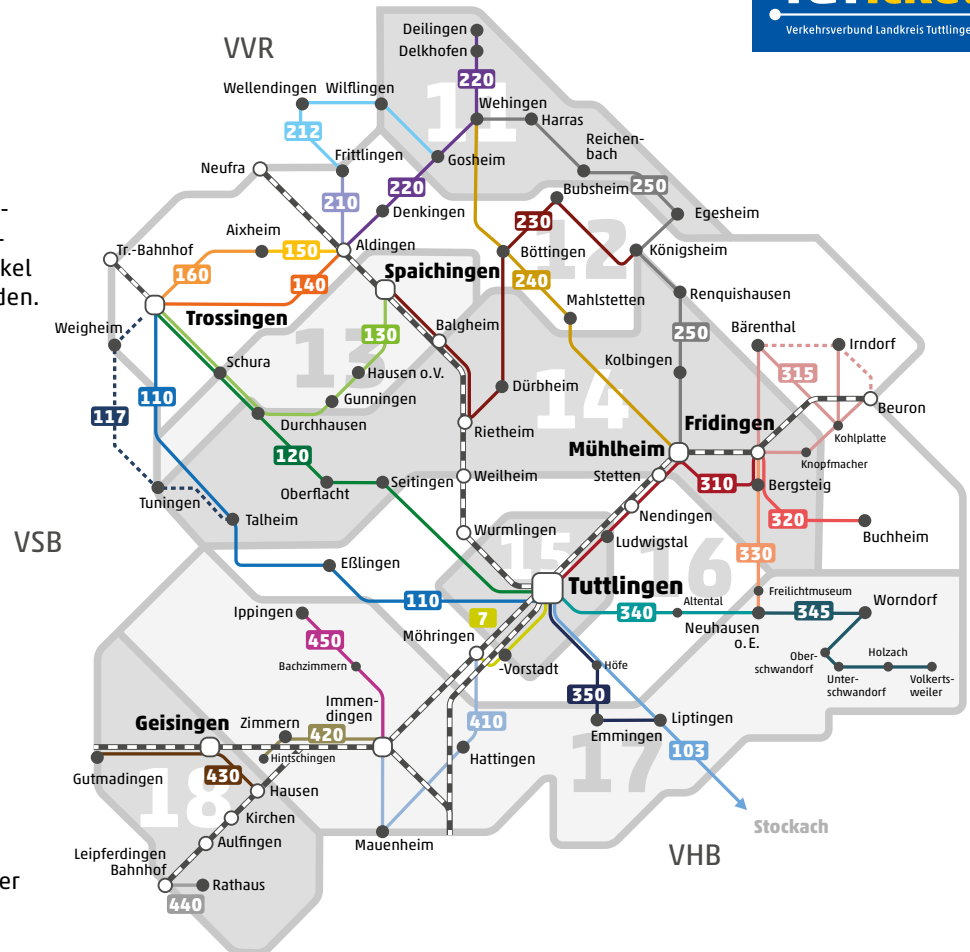 TUTicket
Verkehrsverbund Landkreis Tuttlingen
VVR
Deilingen
Delkhofen
220
11
Wellendingen
Wilflingen
Wehingen
Harras
212
Reichen-
bach
Frittlingen
Gosheim
Neufra
220
Bubsheim
250
210
Denkingen
230
Egesheim
-
-
kel
den.
Aixheim
12
Tr.-Bahnhof
150
Aldingen
Böttingen
Königsheim
160
140
Spaichingen
240
Mahlstetten
Renquishausen
Trossingen
Weigheim
130
Balgheim
250
Bärenthal
Irndorf
13
Schura
Kolbingen
Hausen o.V.
315
110
Gunningen
Dürbheim
14
117
Beuron
Durchhausen
Rietheim
Fridingen
Kohlplatte
120
Mühlheim
Knopfmacher
Weilheim
Stetten
Oberflacht
Seitingen
310
Bergsteig
Tuningen
Nendingen
320
Talheim
VSB
Wurmlingen
Ludwigstal
Buchheim
15
16
330
Eßlingen
Tuttlingen
110
Freilichtmuseum
Ippingen
7
340
Altental
345
Worndorf
450
Möhringen
Neuhausen
o. E.
-Vorstadt
Höfe
Ober-
schwandorf
Holzach
Bachzimmern
Unter-
schwandorf
Volkerts-
weiler
350
Immen-
dingen
Geisingen
Zimmern
410
Liptingen
420
Emmingen
Hattingen
17
103
Hintschingen
Gutmadingen
430
18
Hausen
Kirchen
Stockach
Aulfingen
Mauenheim
VHB
Leipferdingen
Bahnhof
Rathaus
er
440